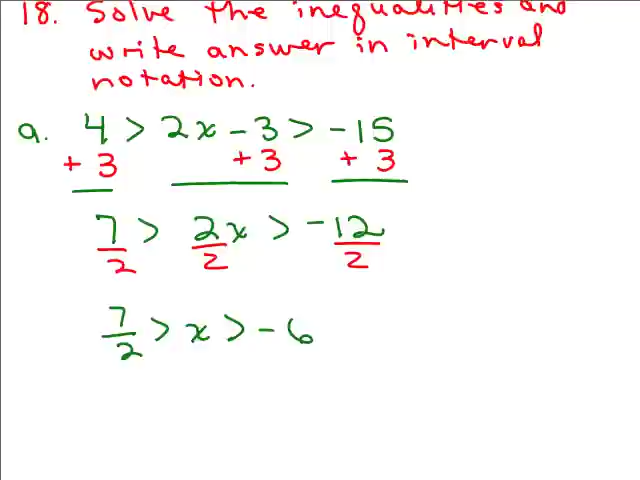 18. Solve the inequalities and
write answer in interval
notation.
a. 4 > 2x - 3 > -15
+ 3 + 3 + 3
7 > 2x > -12
2 2 2
7/2 > x > -6